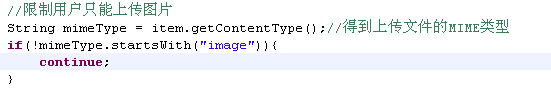 //限制用户只能上传图片
String mimeType = item.getContentType();//得到上传文件的MIME类型
if(!mimeType.startsWith("image")){
    continue;
}